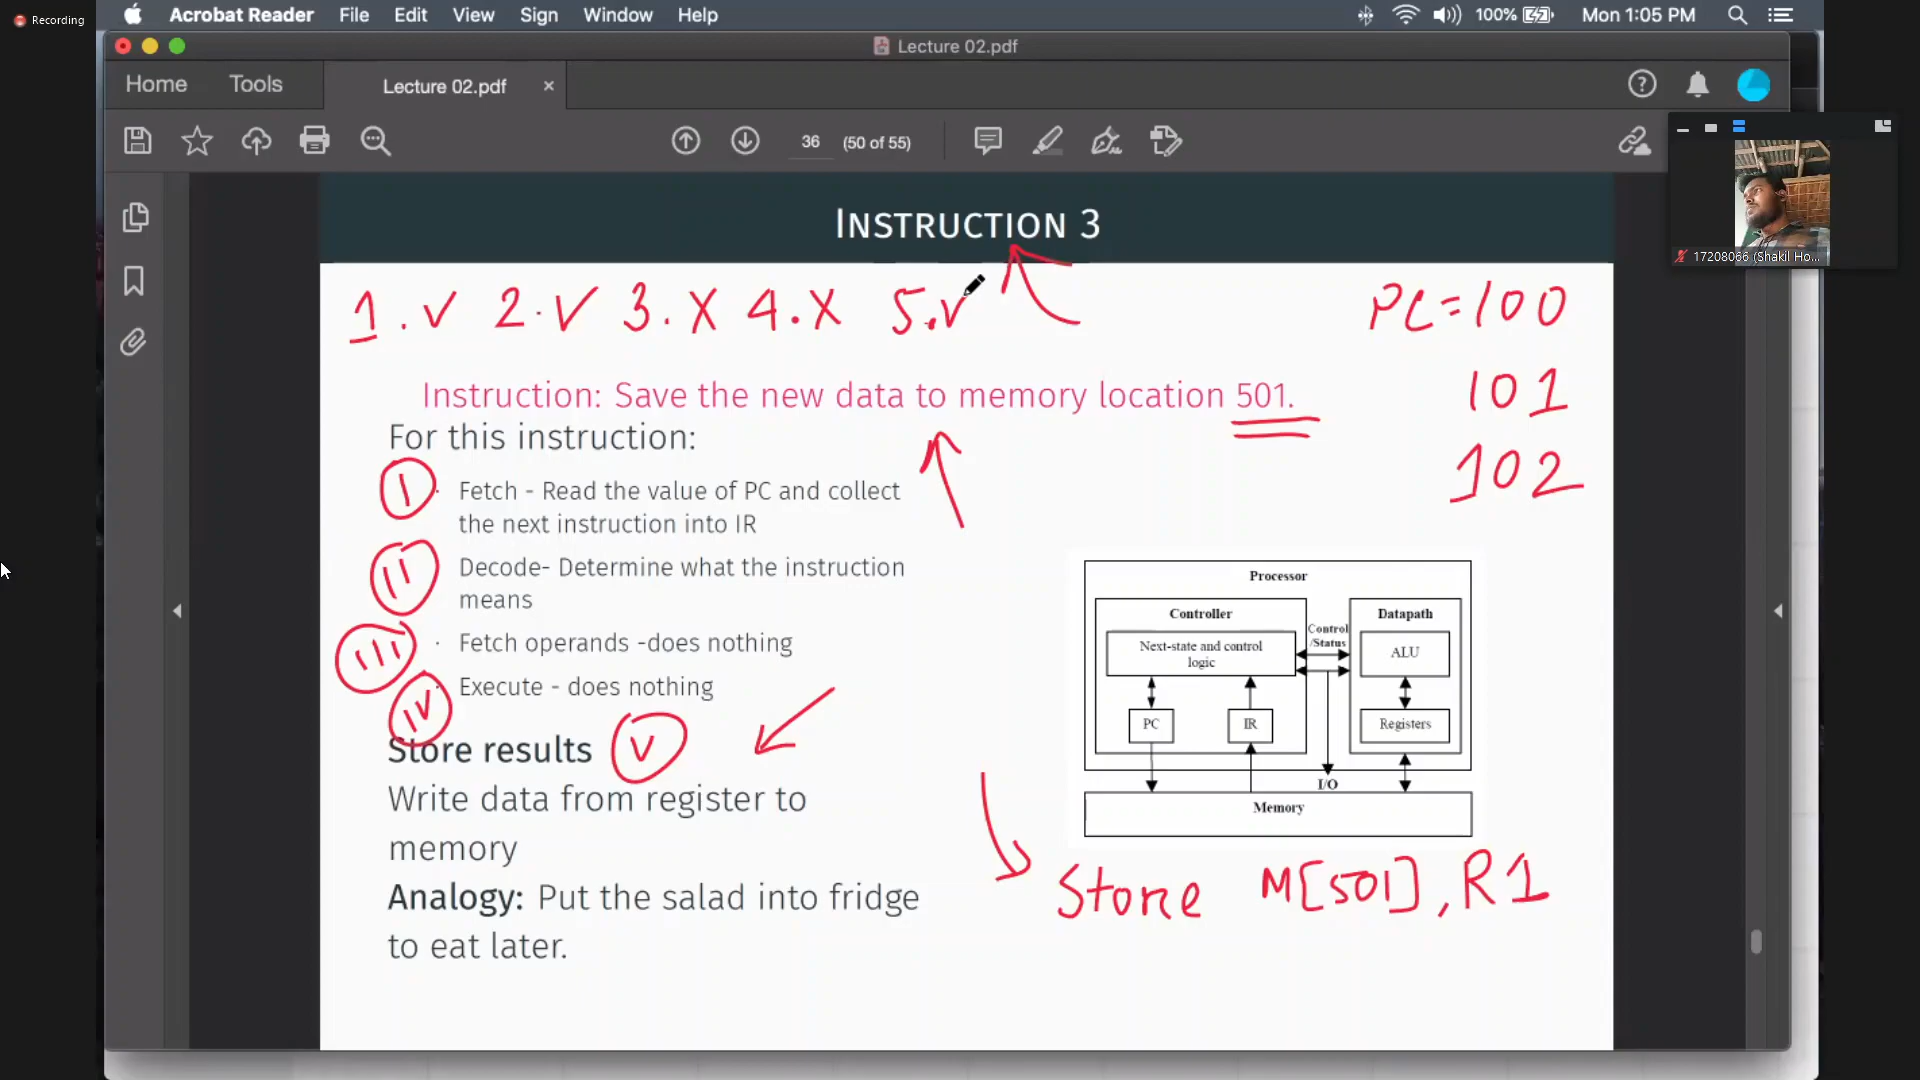 Recording
Acrobat Reader File Edit View Sign Window Help 100% Mon 1:05 PM
Lecture 02.pdf
Home Tools Lecture 02.pdf ×
36 (50 of 55)
17208066 (Shakil Ho...
INSTRUCTION 3
1. ✓ 2. ✓ 3. X 4. X 5. ✓
PC=100
101
102
Instruction: Save the new data to memory location 501.
For this instruction:
I · Fetch - Read the value of PC and collect
the next instruction into IR
II Decode- Determine what the instruction
means
III · Fetch operands -does nothing
IV · Execute - does nothing
Store results V
Write data from register to
memory
Analogy: Put the salad into fridge
to eat later.
Processor
Controller
Datapath
Control
/Status
Next-state and control
logic
ALU
PC
IR
Registers
I/O
Memory
Store M[501], R1